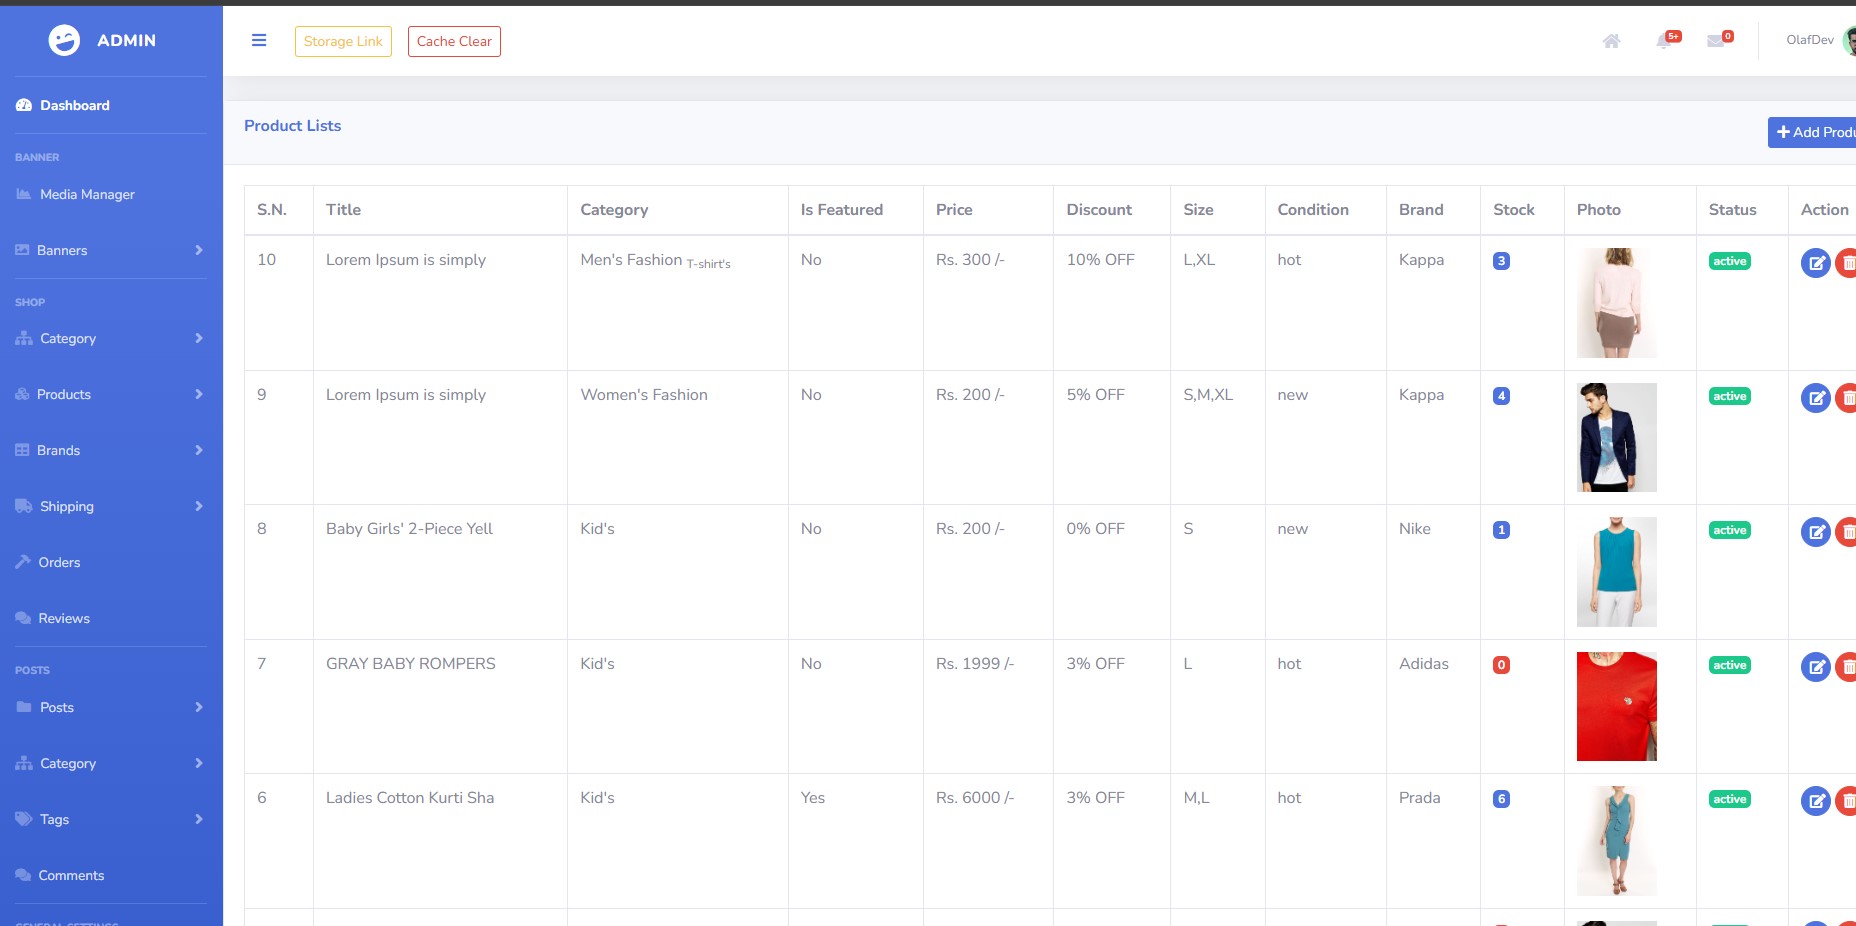 ADMIN
Storage Link
Cache Clear
5+
0
OlafDev
Dashboard
BANNER
Media Manager
Banners
SHOP
Category
Products
Brands
Shipping
Orders
Reviews
POSTS
Posts
Category
Tags
Comments
GENERAL SETTINGS
Product Lists
Add Produ
S.N. Title Category Is Featured Price Discount Size Condition Brand Stock Photo Status Action
10 Lorem Ipsum is simply Men's Fashion T-shirt's No Rs. 300 /- 10% OFF L,XL hot Kappa 3 active
9 Lorem Ipsum is simply Women's Fashion No Rs. 200 /- 5% OFF S,M,XL new Kappa 4 active
8 Baby Girls' 2-Piece Yell Kid's No Rs. 200 /- 0% OFF S new Nike 1 active
7 GRAY BABY ROMPERS Kid's No Rs. 1999 /- 3% OFF L hot Adidas 0 active
6 Ladies Cotton Kurti Sha Kid's Yes Rs. 6000 /- 3% OFF M,L hot Prada 6 active